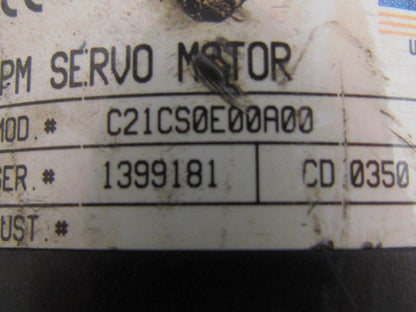 PM SERVO MOTOR
MOD.# C21CS0E00A00
SER.# 1399181 CD 0350
UST.#
U